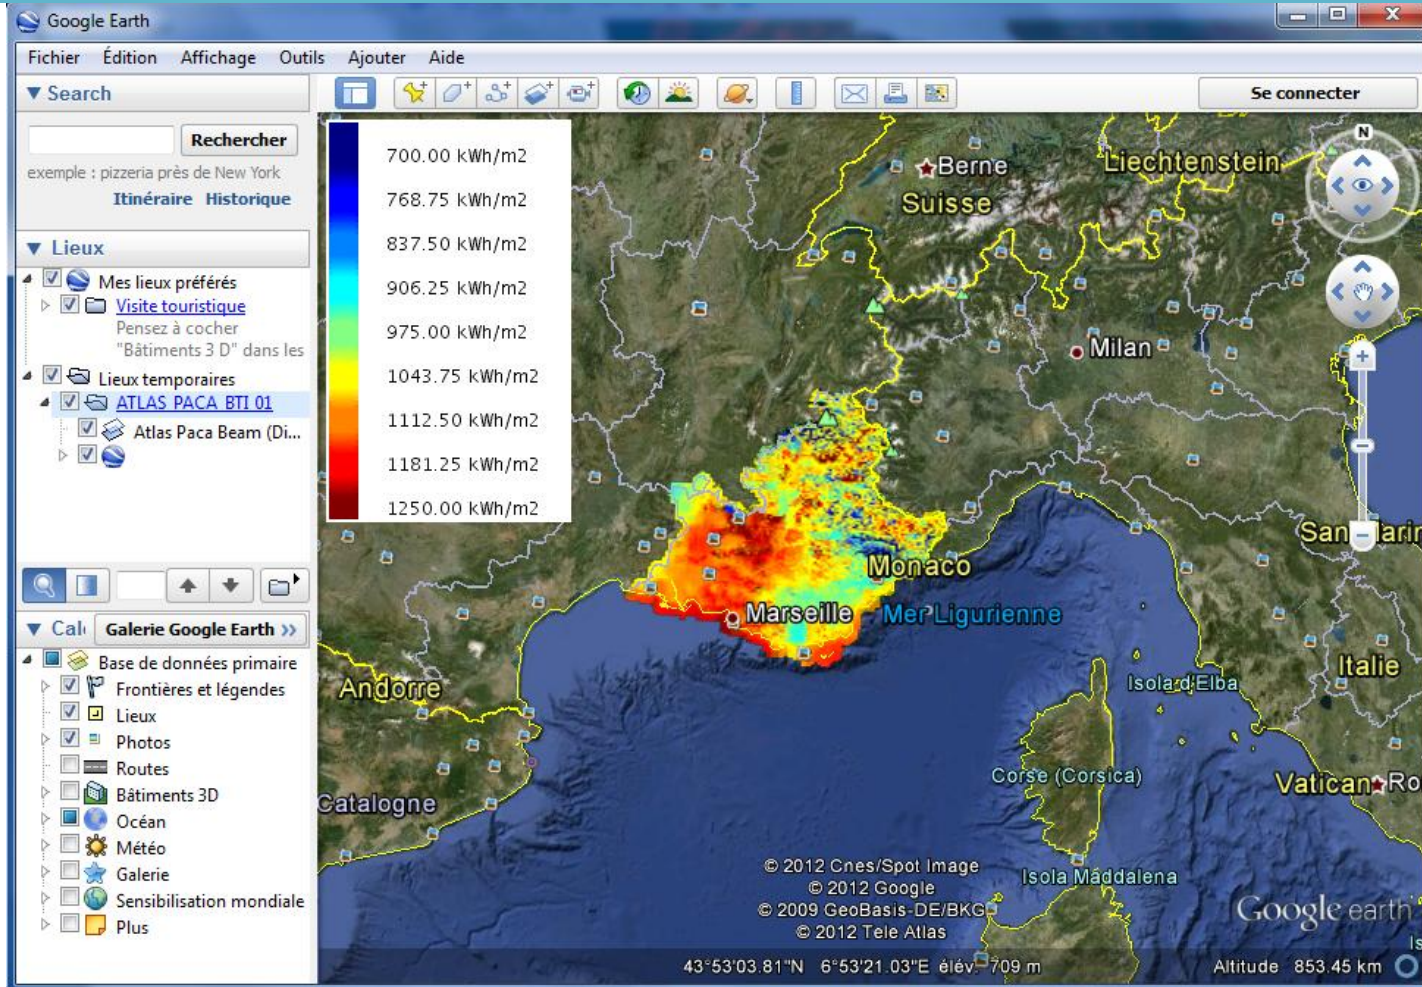 Google Earth
Fichier Édition Affichage Outils Ajouter Aide
Search
Se connecter
Rechercher
exemple : pizzeria près de New York
Itinéraire Historique
Lieux
Mes lieux préférés
Visite touristique
Pensez à cocher
"Bâtiments 3 D" dans les
Lieux temporaires
ATLAS PACA BTI 01
Atlas Paca Beam (Di...
Galerie Google Earth >>
Base de données primaire
Frontières et légendes
Lieux
Photos
Routes
Bâtiments 3D
Océan
Météo
Galerie
Sensibilisation mondiale
Plus
700.00 kWh/m2
768.75 kWh/m2
837.50 kWh/m2
906.25 kWh/m2
975.00 kWh/m2
1043.75 kWh/m2
1112.50 kWh/m2
1181.25 kWh/m2
1250.00 kWh/m2
N
Berne
Liechtenstein
Suisse
Milan
San Marin
Monaco
Marseille
Mer Ligurienne
Italie
Andorre
Isola d'Elba
Corse (Corsica)
Vatican Ro
Catalogne
Isola Maddalena
© 2012 Cnes/Spot Image
© 2012 Google
© 2009 GeoBasis-DE/BKG
© 2012 Tele Atlas
Google earth
43°53'03.81"N 6°53'21.03"E élév. 709 m
Altitude 853.45 km